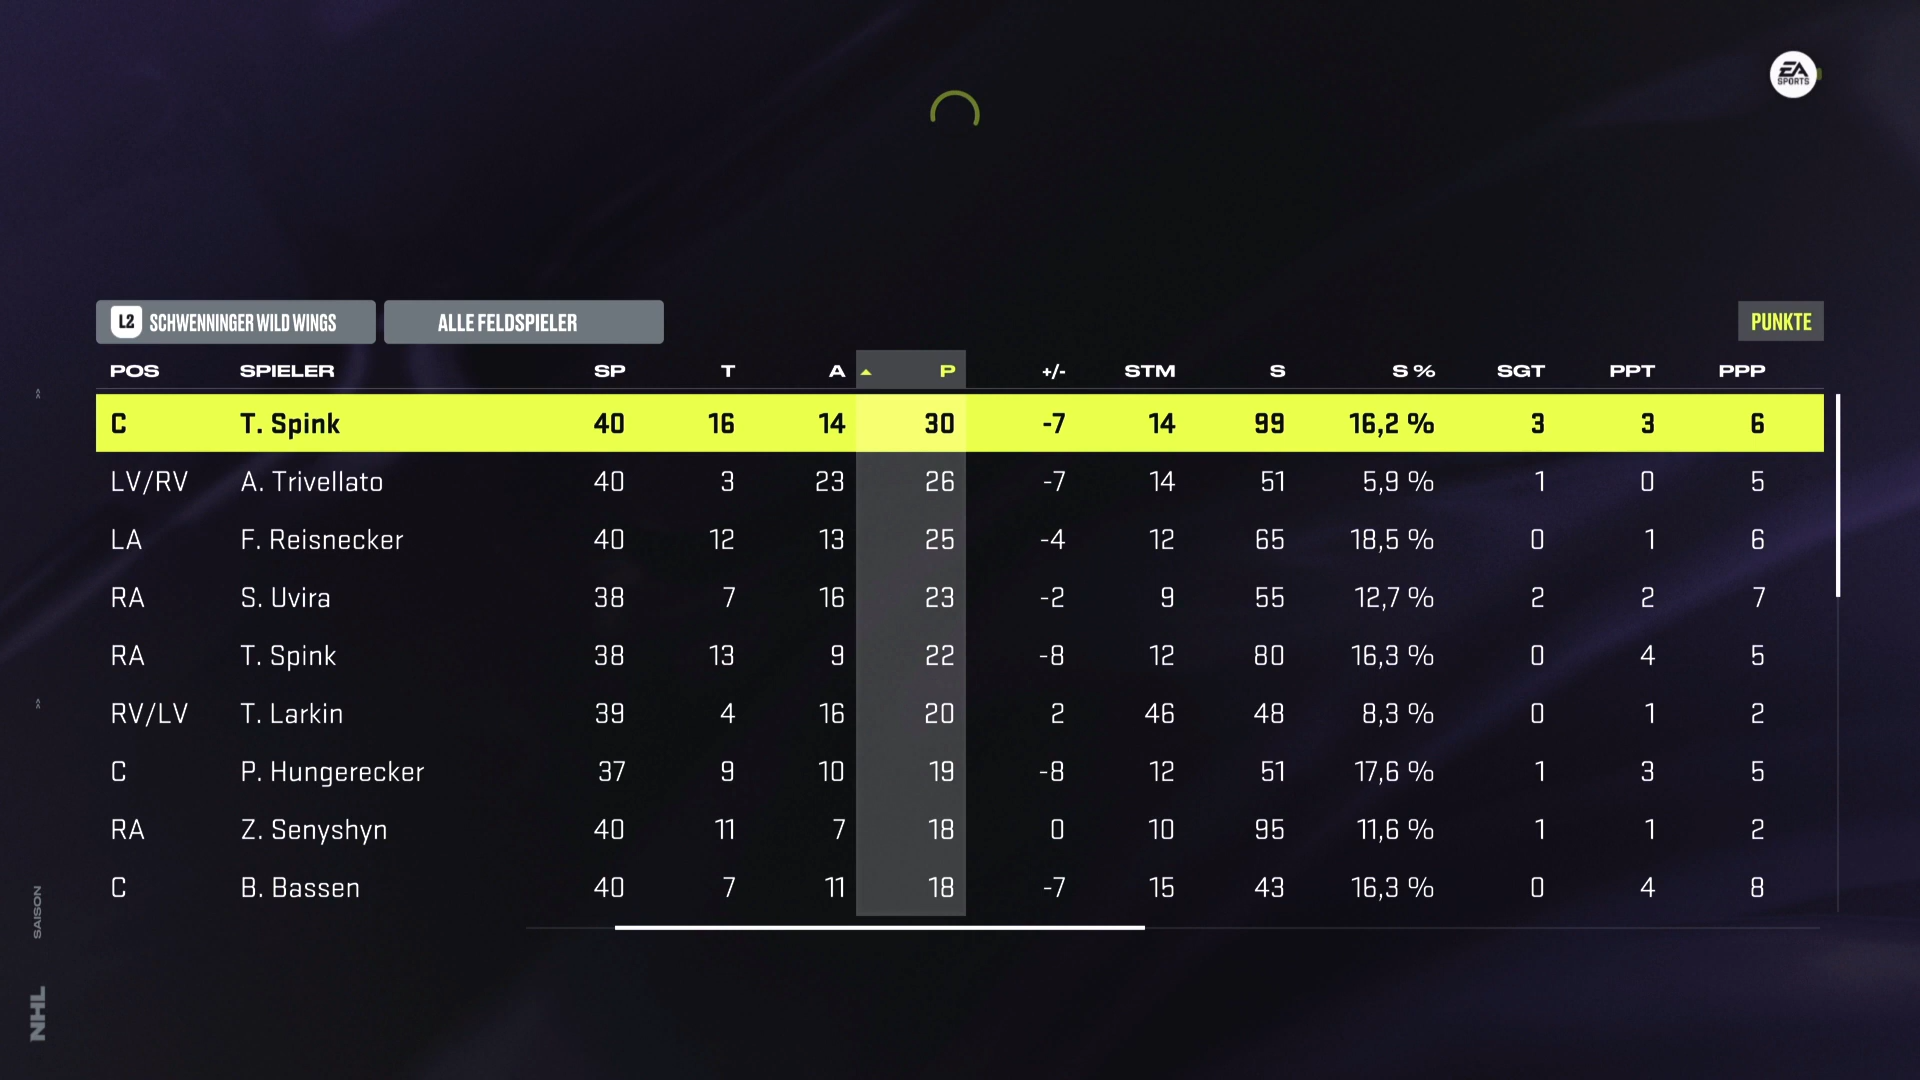 EA SPORTS
L2 SCHWENNINGER WILD WINGS ALLE FELDSPIELER PUNKTE
POS SPIELER SP T A P +/- STM S S % SGT PPT PPP
C T. Spink 40 16 14 30 -7 14 99 16,2 % 3 3 6
LV/RV A. Trivellato 40 3 23 26 -7 14 51 5,9 % 1 0 5
LA F. Reisnecker 40 12 13 25 -4 12 65 18,5 % 0 1 6
RA S. Uvira 38 7 16 23 -2 9 55 12,7 % 2 2 7
RA T. Spink 38 13 9 22 -8 12 80 16,3 % 0 4 5
RV/LV T. Larkin 39 4 16 20 2 46 48 8,3 % 0 1 2
C P. Hungerecker 37 9 10 19 -8 12 51 17,6 % 1 3 5
RA Z. Senyshyn 40 11 7 18 0 10 95 11,6 % 1 1 2
C B. Bassen 40 7 11 18 -7 15 43 16,3 % 0 4 8
SAISON
NHL